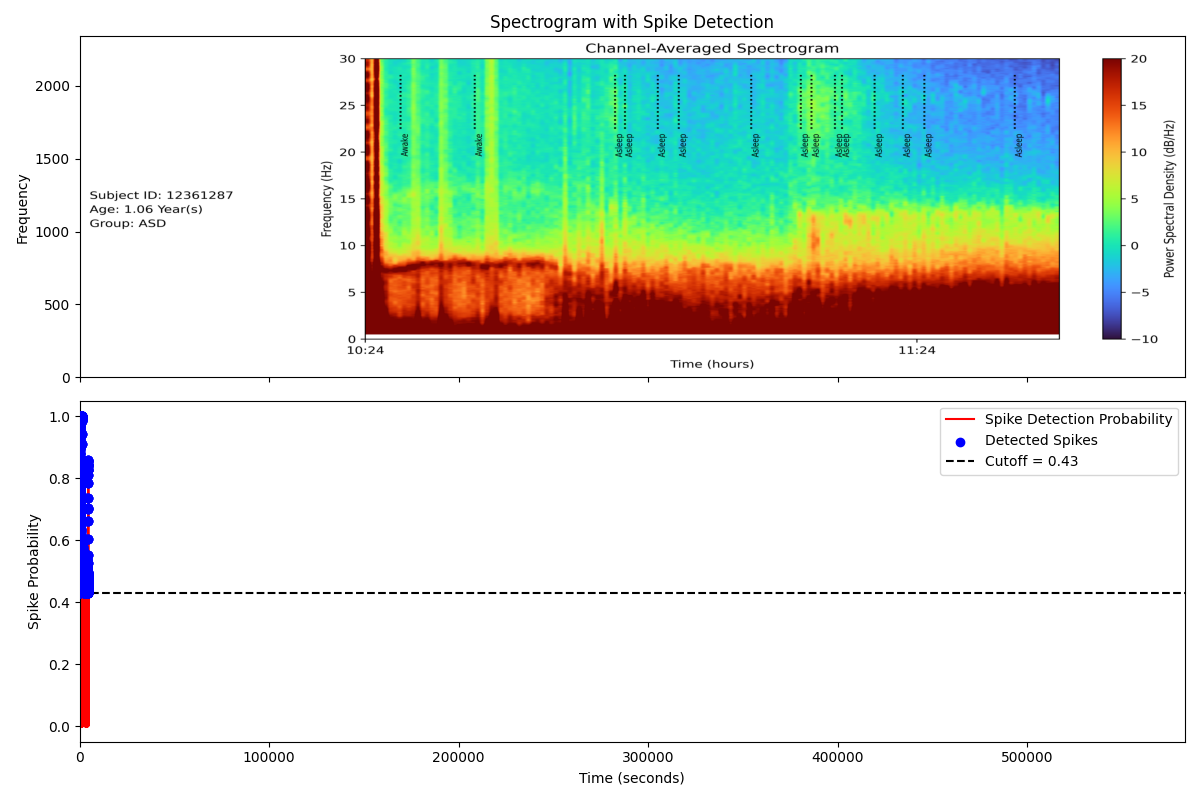 Spectrogram with Spike Detection
Channel-Averaged Spectrogram
Frequency
2000
1500
1000
500
0
Subject ID: 12361287
Age: 1.06 Year(s)
Group: ASD
Frequency (Hz)
30
25
20
15
10
5
0
Awake
Awake
Asleep
Asleep
Asleep
Asleep
Asleep
Asleep
Asleep
Asleep
Asleep
Asleep
Asleep
Asleep
Asleep
10:24
11:24
Time (hours)
20
15
10
5
0
−5
−10
Power Spectral Density (dB/Hz)
Spike Probability
1.0
0.8
0.6
0.4
0.2
0.0
Spike Detection Probability
Detected Spikes
Cutoff = 0.43
0
100000
200000
300000
400000
500000
Time (seconds)